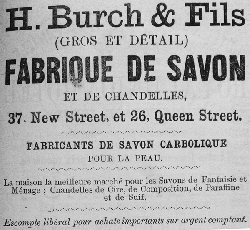 H. Burch & Fils
(GROS ET DÉTAIL)
FABRIQUE DE SAVON
ET DE CHANDELLES,
37, New Street, et 26, Queen Street.
FABRICANTS DE SAVON CARBOLIQUE
POUR LA PEAU.
La maison la meilleure marché pour les Savons de Fantaisie et
Ménage; Chandelles de Cire, de Composition, de Paraffine
et de Suif.
Escompte libéral pour achats importants sur argent comptant.